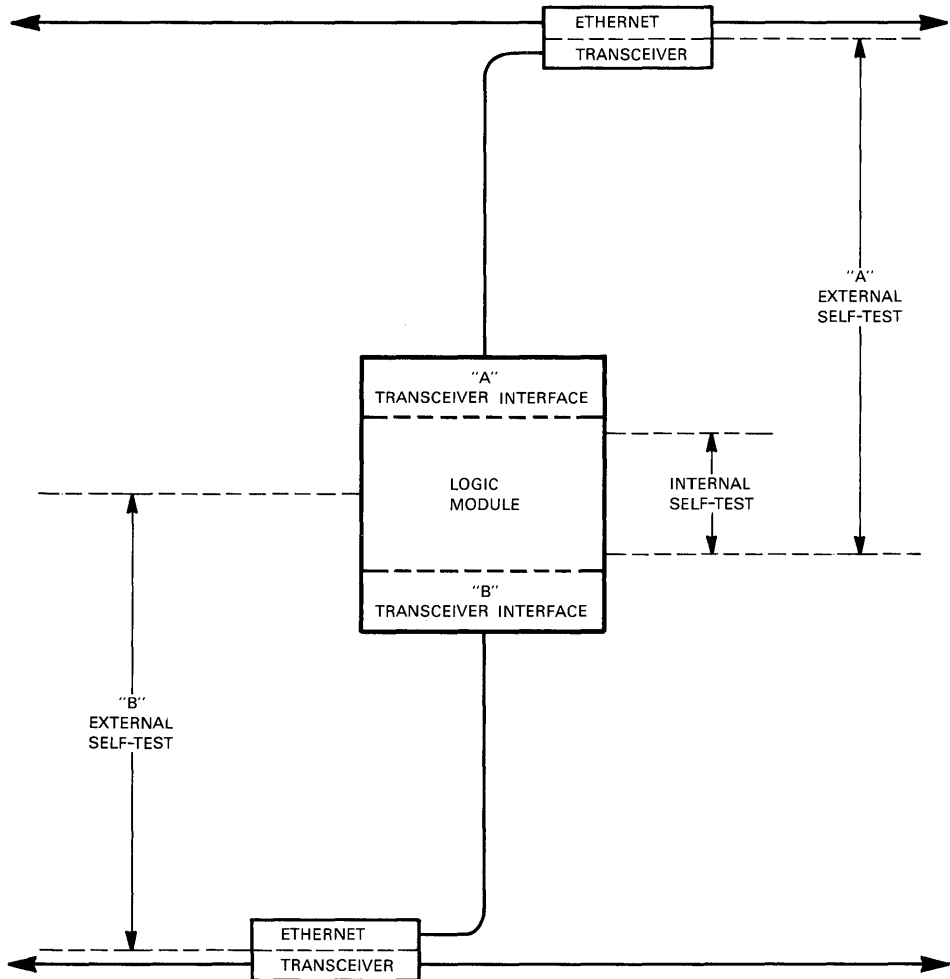 ETHERNET
TRANSCEIVER
"A"
EXTERNAL
SELF-TEST
"A"
TRANSCEIVER INTERFACE
LOGIC
MODULE
INTERNAL
SELF-TEST
"B"
TRANSCEIVER INTERFACE
"B"
EXTERNAL
SELF-TEST
ETHERNET
TRANSCEIVER